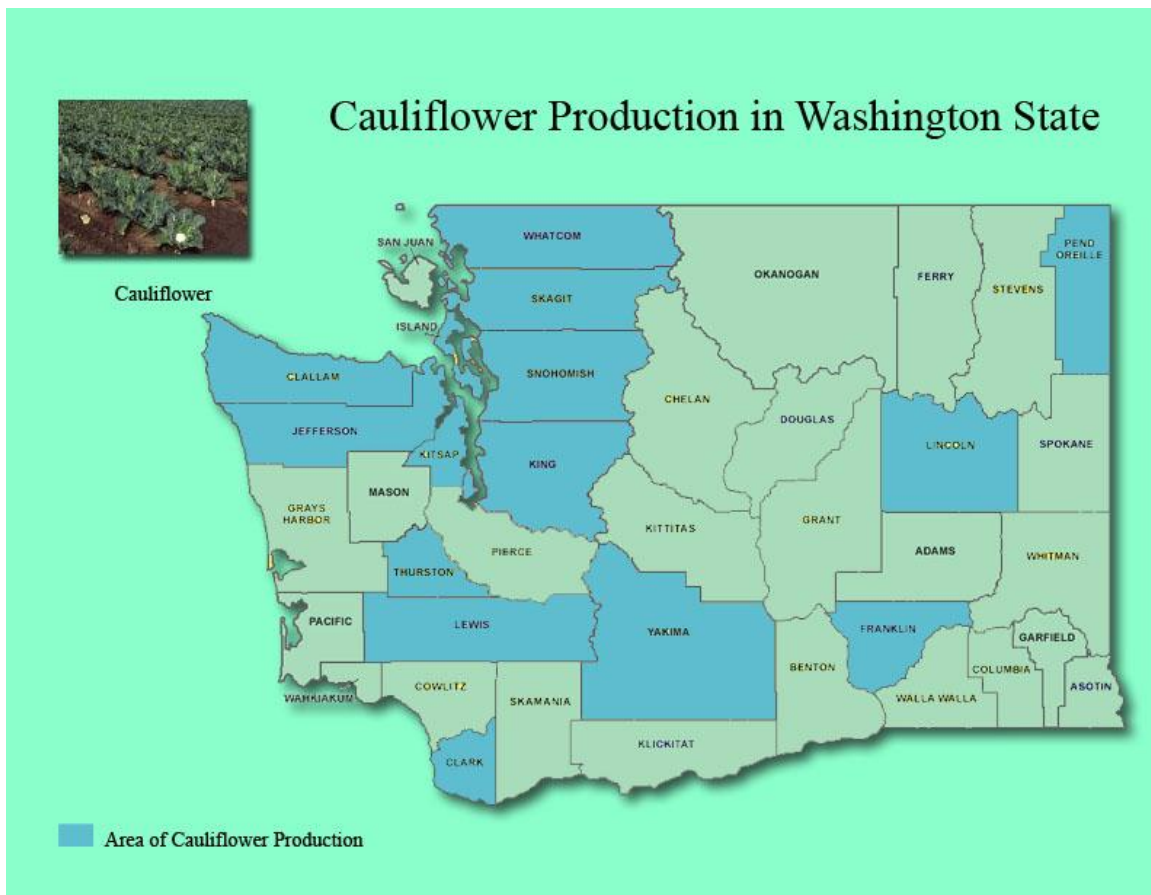 Cauliflower Production in Washington State
Cauliflower
WHATCOM
SAN JUAN
PEND
OREILLE
OKANOGAN
FERRY
STEVENS
SKAGIT
ISLAND
SNOHOMISH
CLALLAM
CHELAN
DOUGLAS
JEFFERSON
KITSAP
KING
LINCOLN
SPOKANE
MASON
GRAYS
HARBOR
KITTITAS
GRANT
PIERCE
ADAMS
WHITMAN
THURSTON
PACIFIC
LEWIS
YAKIMA
FRANKLIN
GARFIELD
BENTON
COLUMBIA
ASOTIN
WAHKIAKUM
COWLITZ
SKAMANIA
WALLA WALLA
KLICKITAT
CLARK
Area of Cauliflower Production